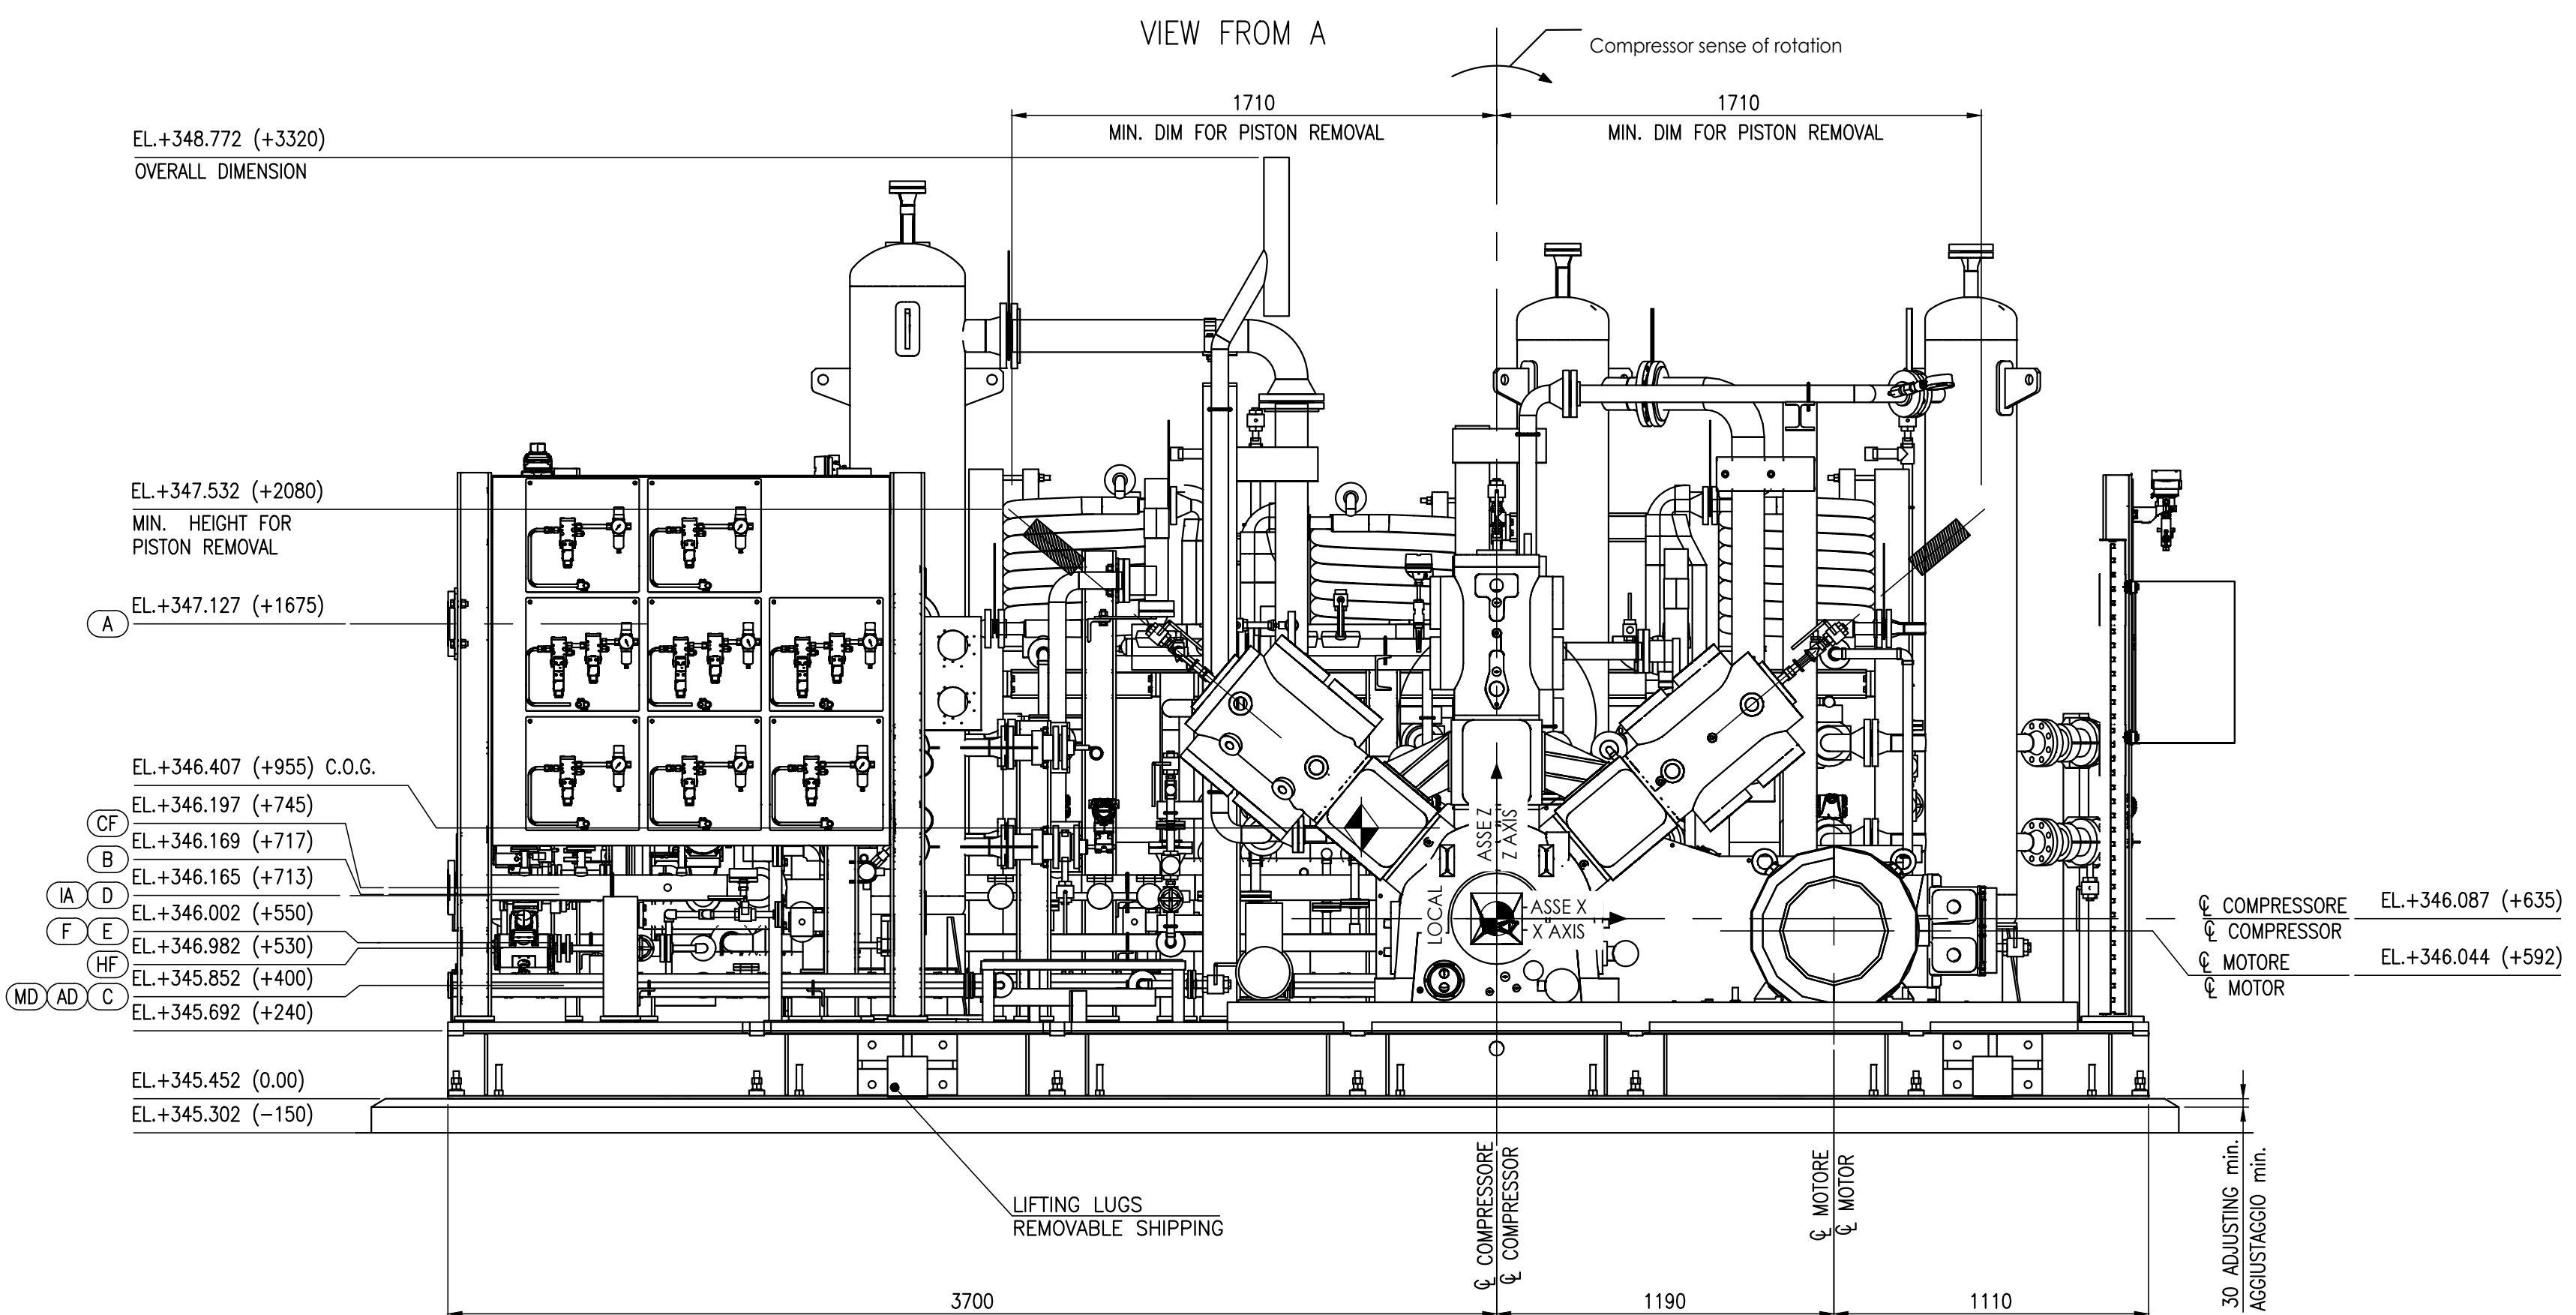 VIEW FROM A
Compressor sense of rotation
1710
MIN. DIM FOR PISTON REMOVAL
1710
MIN. DIM FOR PISTON REMOVAL
EL.+348.772 (+3320)
OVERALL DIMENSION
EL.+347.532 (+2080)
MIN. HEIGHT FOR
PISTON REMOVAL
EL.+347.127 (+1675)
A
EL.+346.407 (+955) C.O.G.
EL.+346.197 (+745)
CF
EL.+346.169 (+717)
B
EL.+346.165 (+713)
IA D
EL.+346.002 (+550)
F E
EL.+346.982 (+530)
HF
EL.+345.852 (+400)
MD AD C
EL.+345.692 (+240)
EL.+345.452 (0.00)
EL.+345.302 (-150)
ASSE Z
Z AXIS
LOCAL
ASSE X
X AXIS
℄ COMPRESSORE EL.+346.087 (+635)
℄ COMPRESSOR
℄ MOTORE EL.+346.044 (+592)
℄ MOTOR
LIFTING LUGS
REMOVABLE SHIPPING
℄ COMPRESSORE
℄ COMPRESSOR
℄ MOTORE
℄ MOTOR
30 ADJUSTING min.
AGGIUSTAGGIO min.
3700
1190
1110